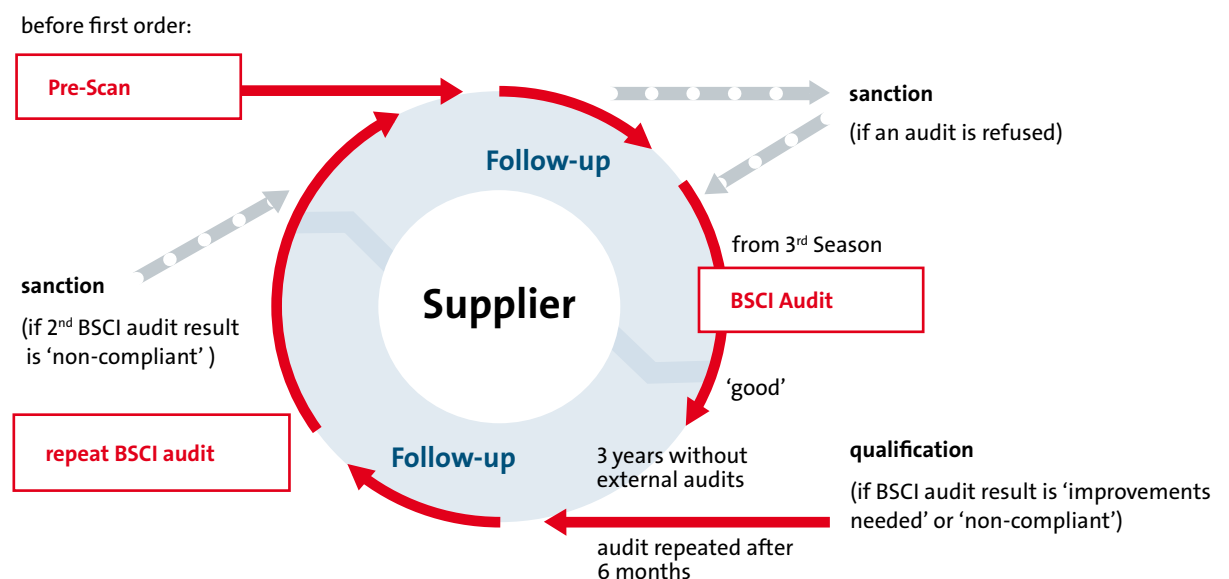 before first order:
Pre-Scan
sanction
(if an audit is refused)
Follow-up
from 3rd Season
BSCI Audit
sanction
(if 2nd BSCI audit result
is ‘non-compliant’ )
Supplier
‘good’
repeat BSCI audit
Follow-up
3 years without
external audits
qualification
(if BSCI audit result is ‘improvements
needed’ or ‘non-compliant’)
audit repeated after
6 months